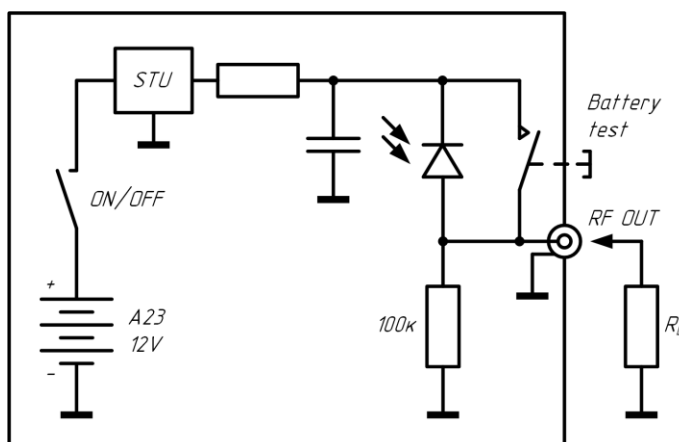 STU
Battery
test
ON/OFF
RF OUT
+
A23
12V
-
100к